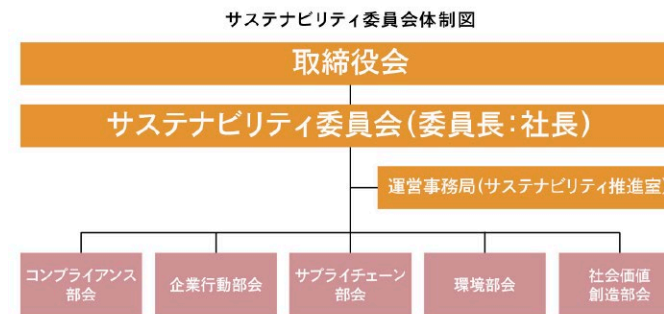 サステナビリティ委員会体制図
取締役会
サステナビリティ委員会(委員長:社長)
運営事務局(サステナビリティ推進室)
コンプライアンス
部会
企業行動部会
サプライチェーン
部会
環境部会
社会価値
創造部会